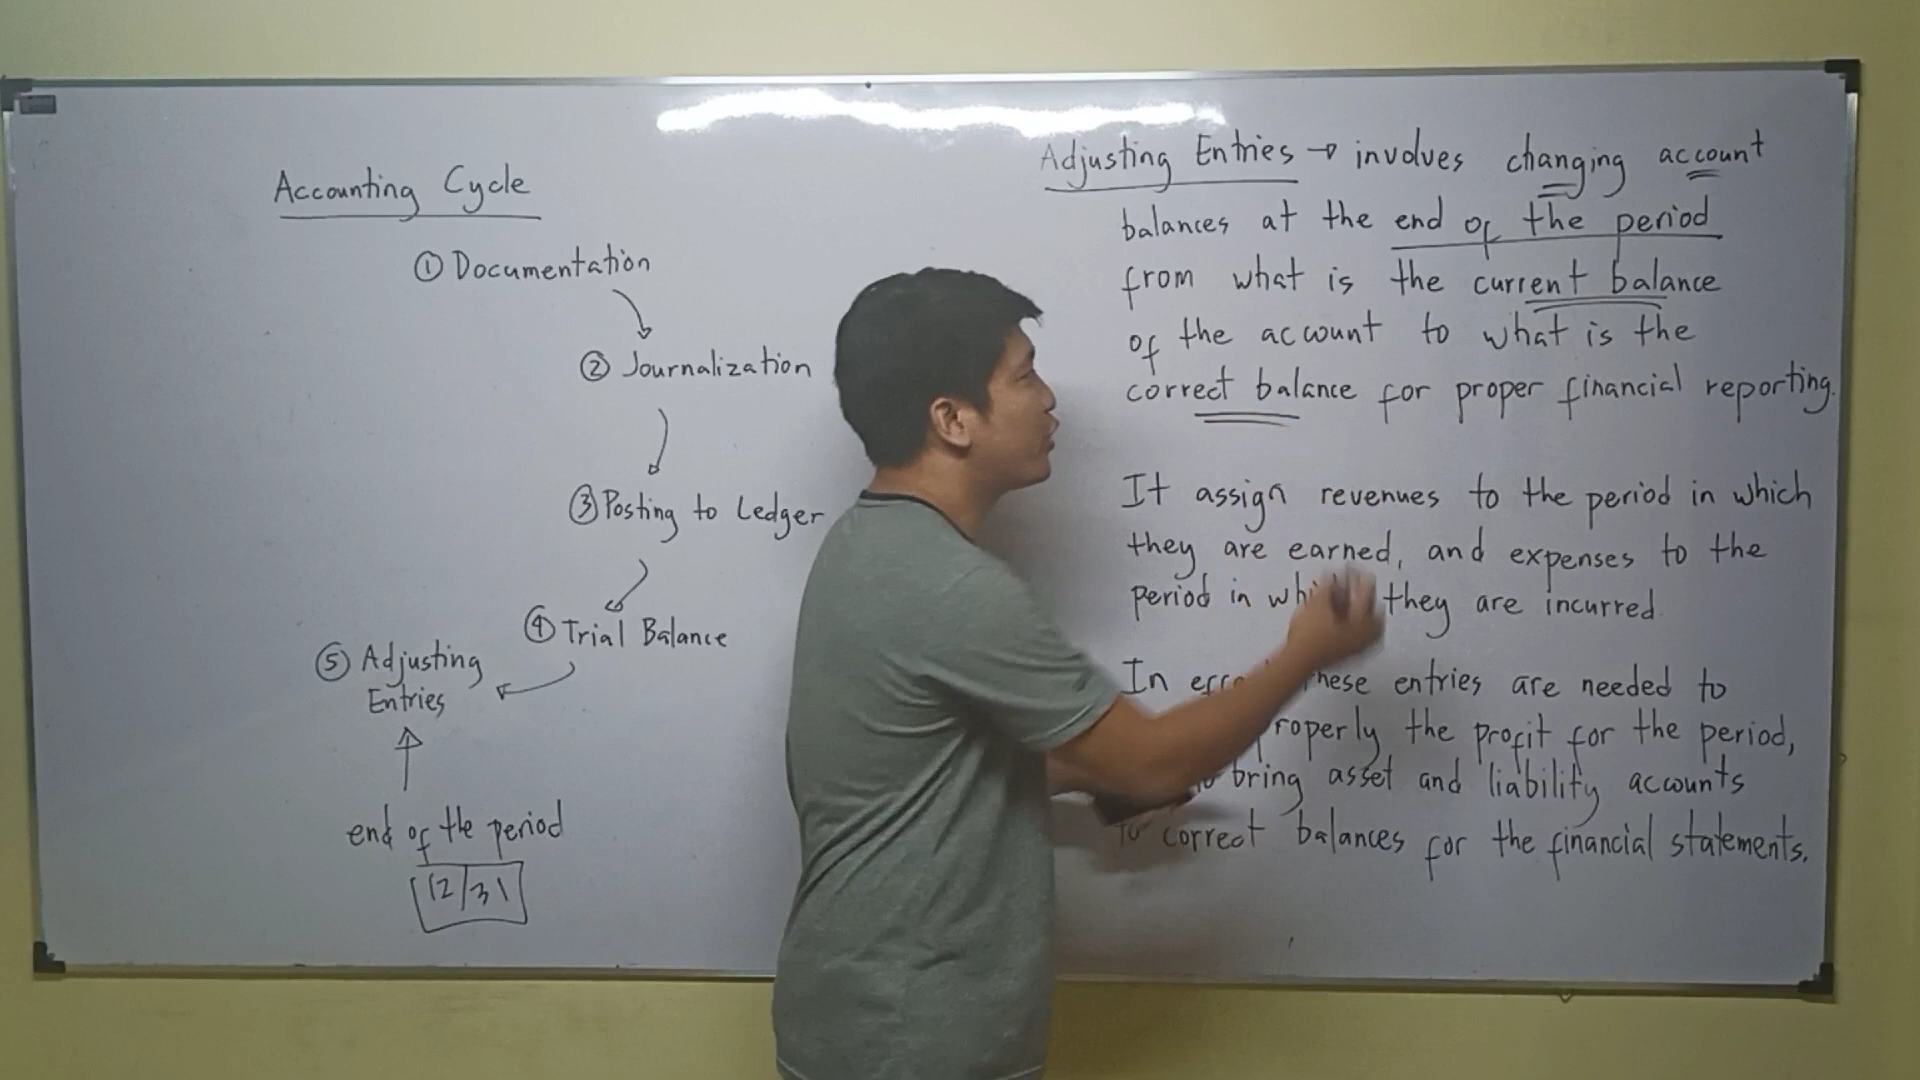 Accounting Cycle
① Documentation
② Journalization
③ Posting to Ledger
④ Trial Balance
⑤ Adjusting
Entries
end of the period
12/31
Adjusting Entries → involves changing account
balances at the end of the period
from what is the current balance
of the account to what is the
correct balance for proper financial reporting.
It assign revenues to the period in which
they are earned, and expenses to the
period in which they are incurred.
In these entries are needed to
properly the profit for the period,
bring asset and liability accounts
to correct balances for the financial statements.